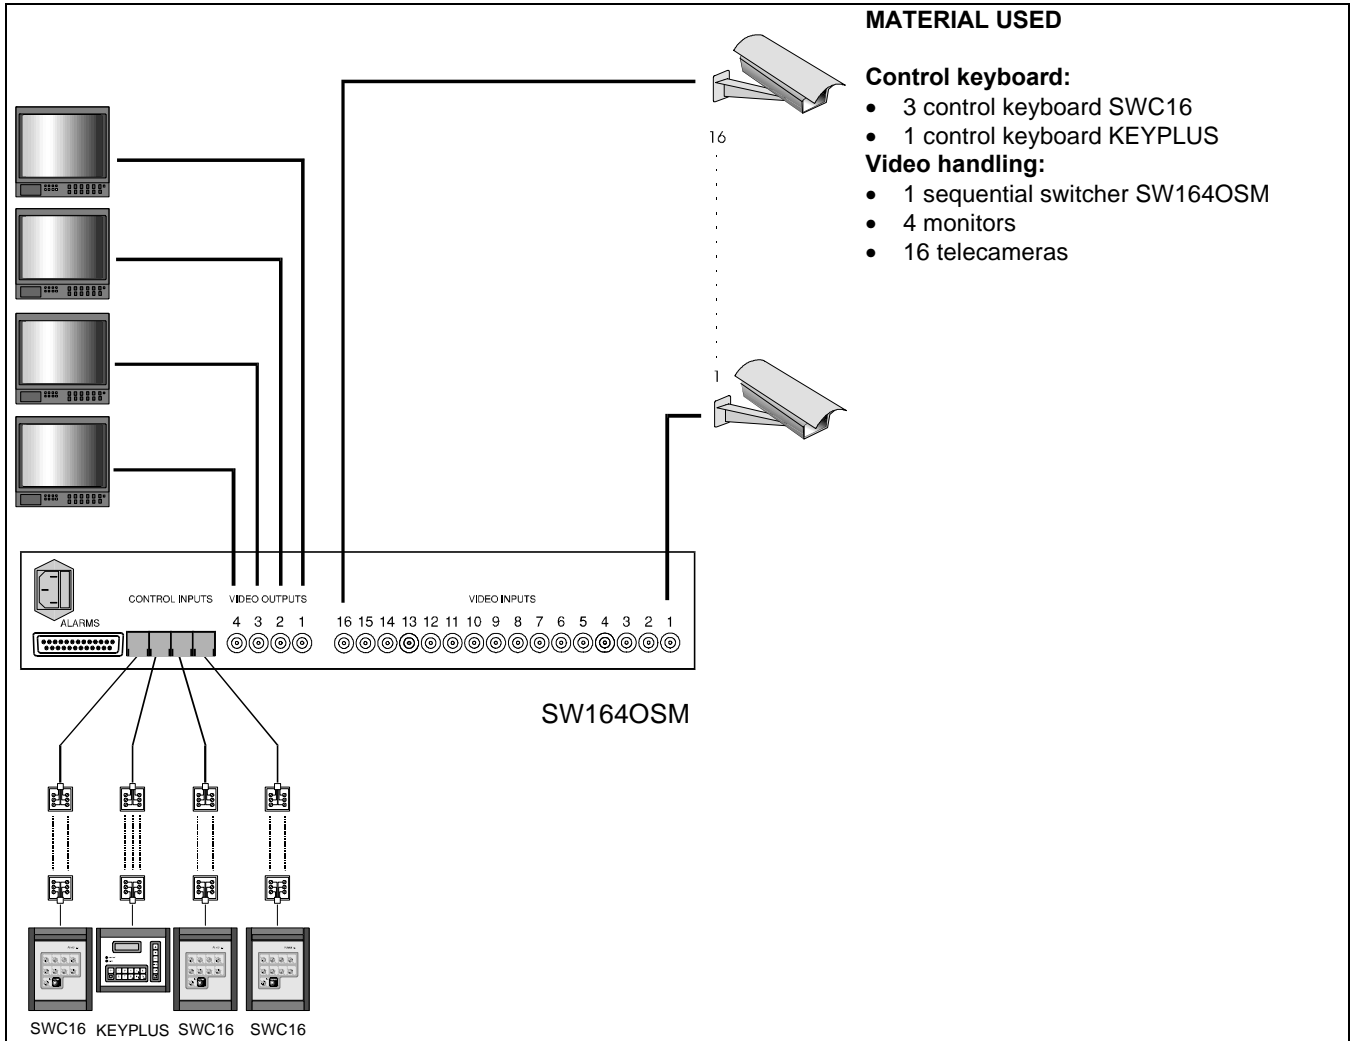 MATERIAL USED
Control keyboard:
• 3 control keyboard SWC16
• 1 control keyboard KEYPLUS
Video handling:
• 1 sequential switcher SW164OSM
• 4 monitors
• 16 telecameras
16
1
CONTROL INPUTS VIDEO OUTPUTS VIDEO INPUTS
ALARMS 4 3 2 1 16 15 14 13 12 11 10 9 8 7 6 5 4 3 2 1
SW164OSM
SWC16 KEYPLUS SWC16 SWC16